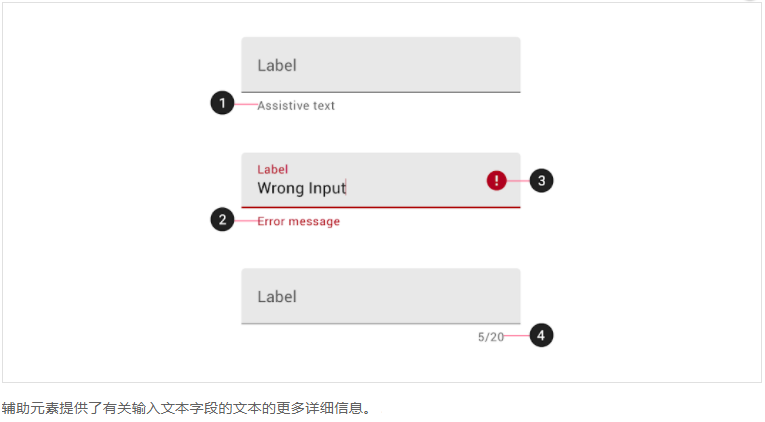 Label
1
Assistive text
Label
Wrong Input
!
3
2
Error message
Label
5/20
4
辅助元素提供了有关输入文本字段的文本的更多详细信息。